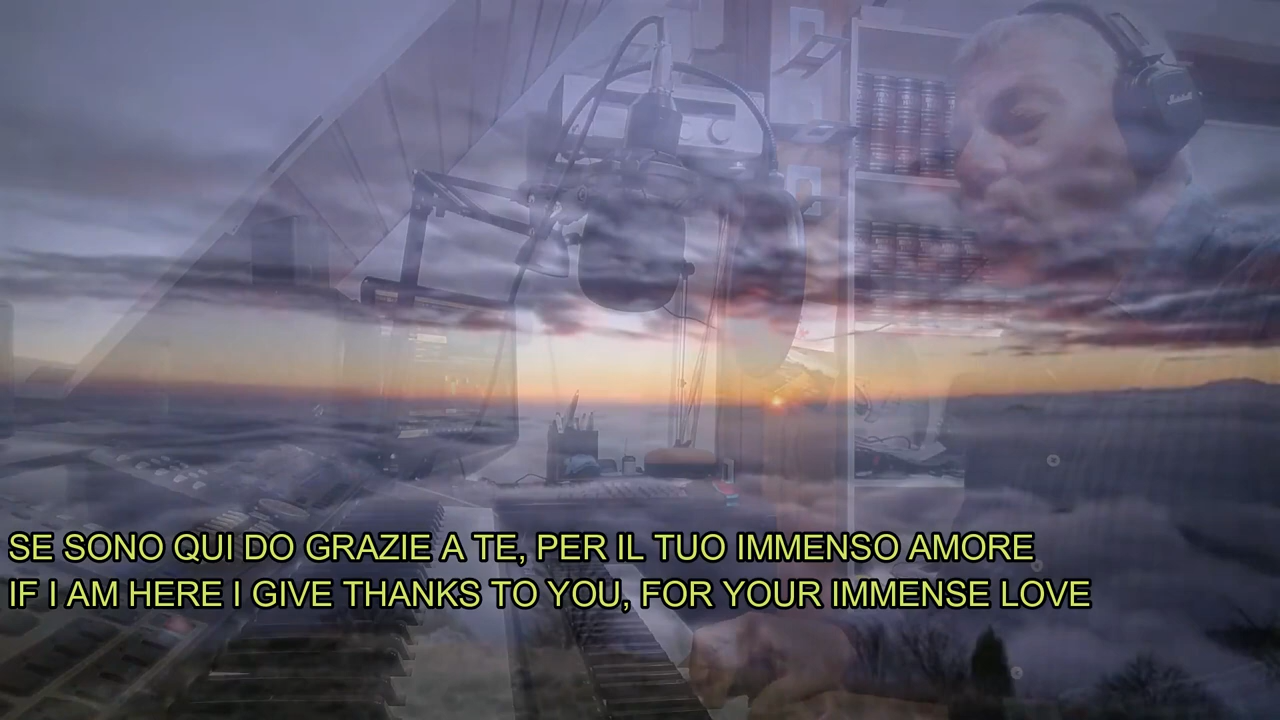 Marshall
SE SONO QUI DO GRAZIE A TE, PER IL TUO IMMENSO AMORE
IF I AM HERE I GIVE THANKS TO YOU, FOR YOUR IMMENSE LOVE